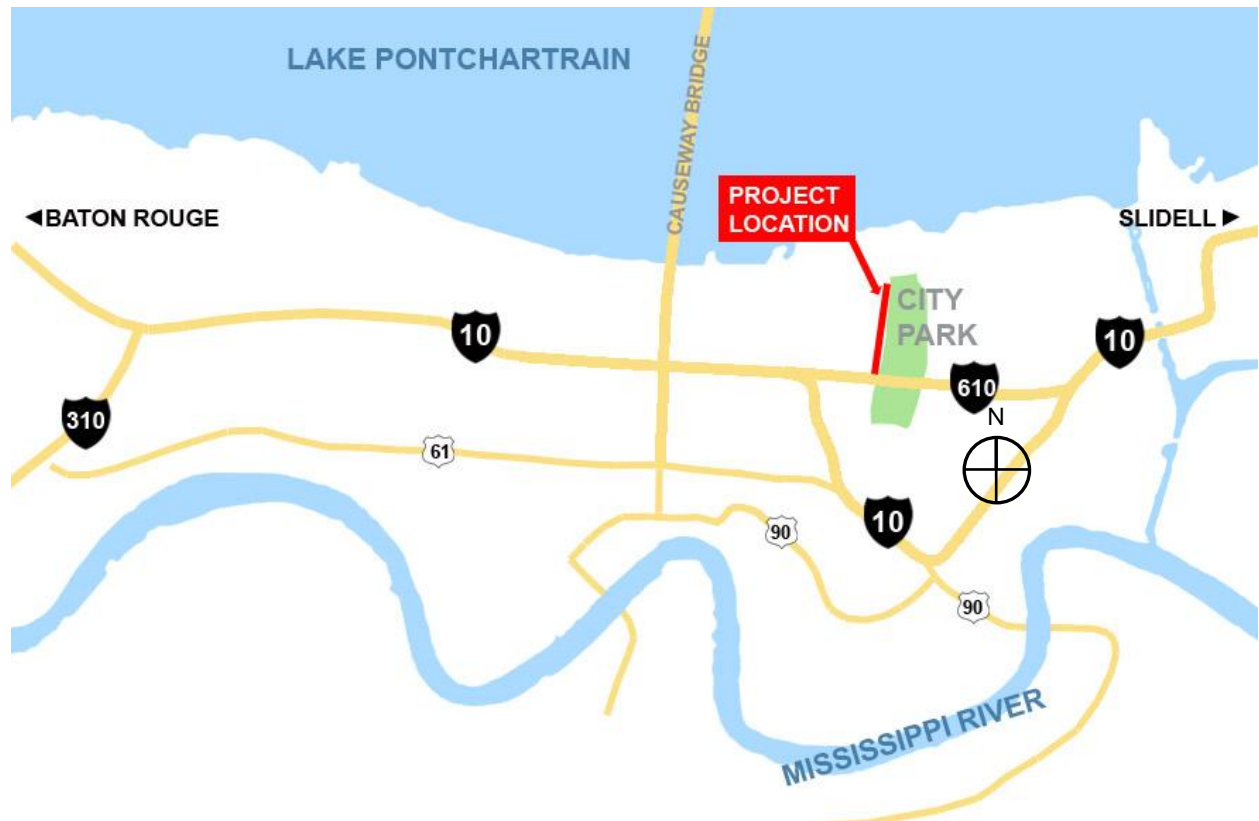 LAKE PONTCHARTRAIN
CAUSEWAY BRIDGE
PROJECT
LOCATION
◄BATON ROUGE
SLIDELL►
CITY
PARK
10
10
610
310
N
61
10
90
90
MISSISSIPPI RIVER